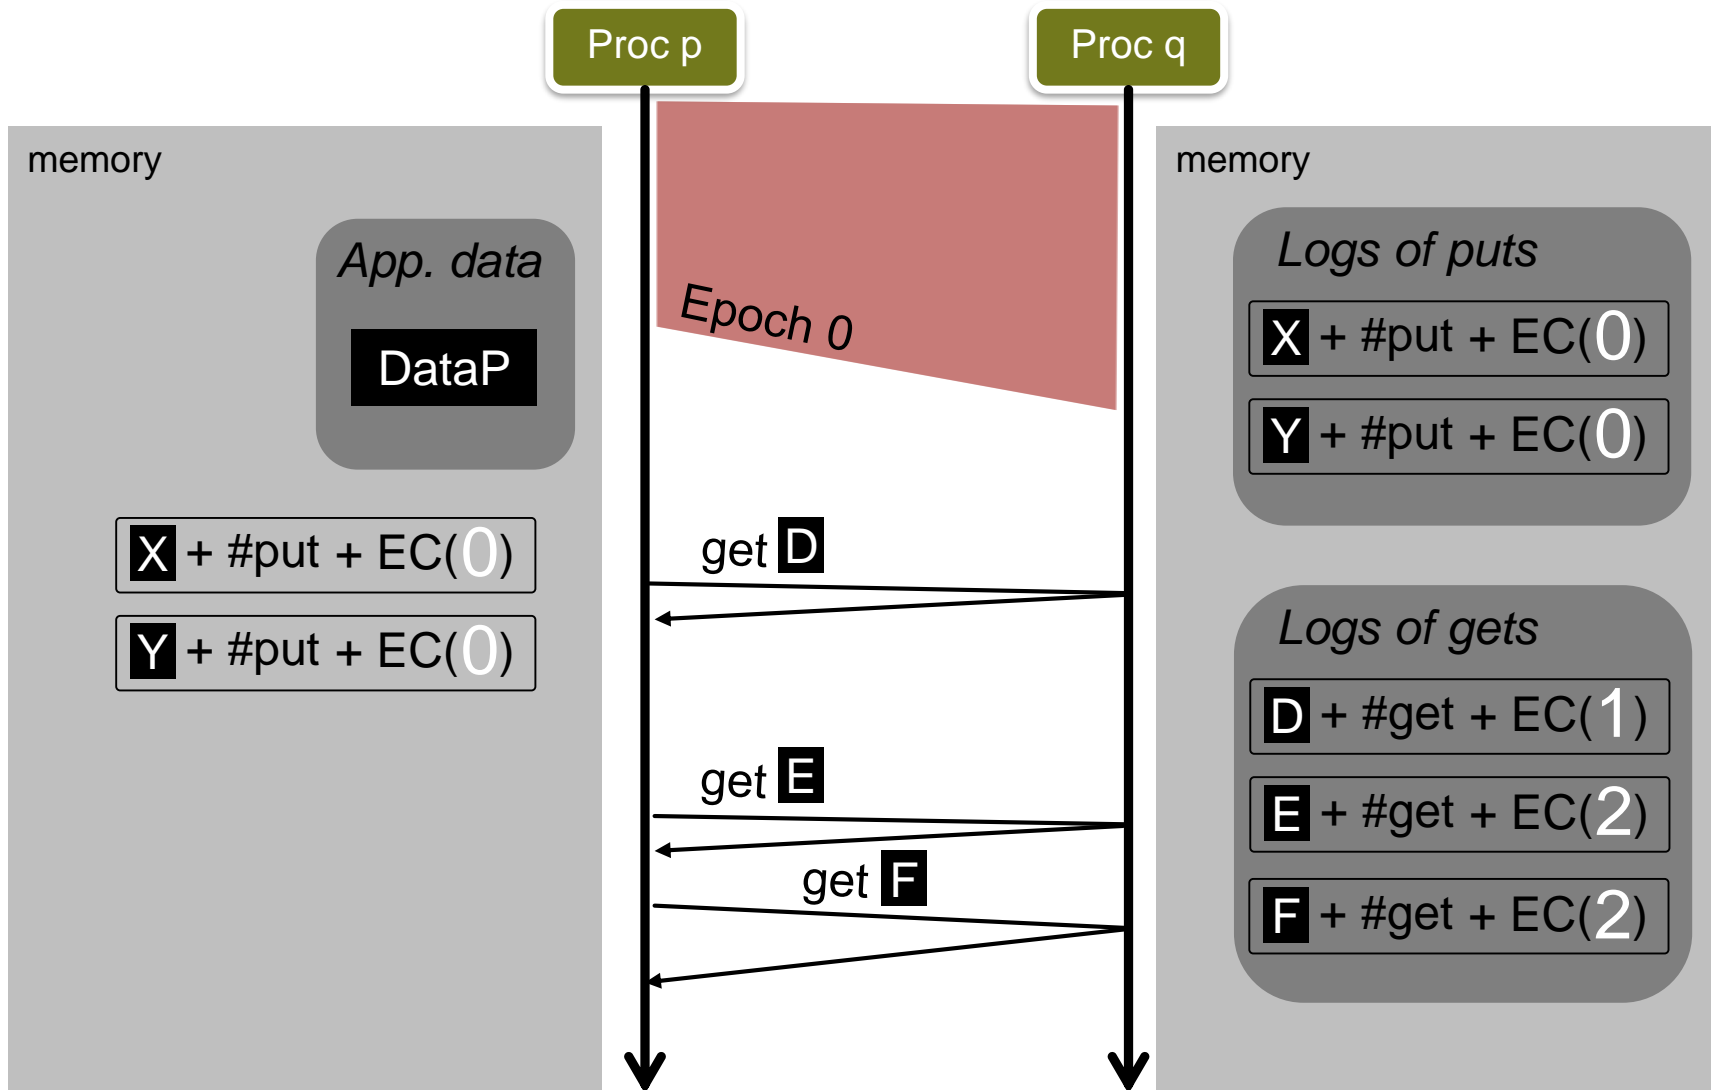 Proc p
Proc q
memory
App. data
DataP
X + #put + EC(0)
Y + #put + EC(0)
Epoch 0
get D
get E
get F
memory
Logs of puts
X + #put + EC(0)
Y + #put + EC(0)
Logs of gets
D + #get + EC(1)
E + #get + EC(2)
F + #get + EC(2)